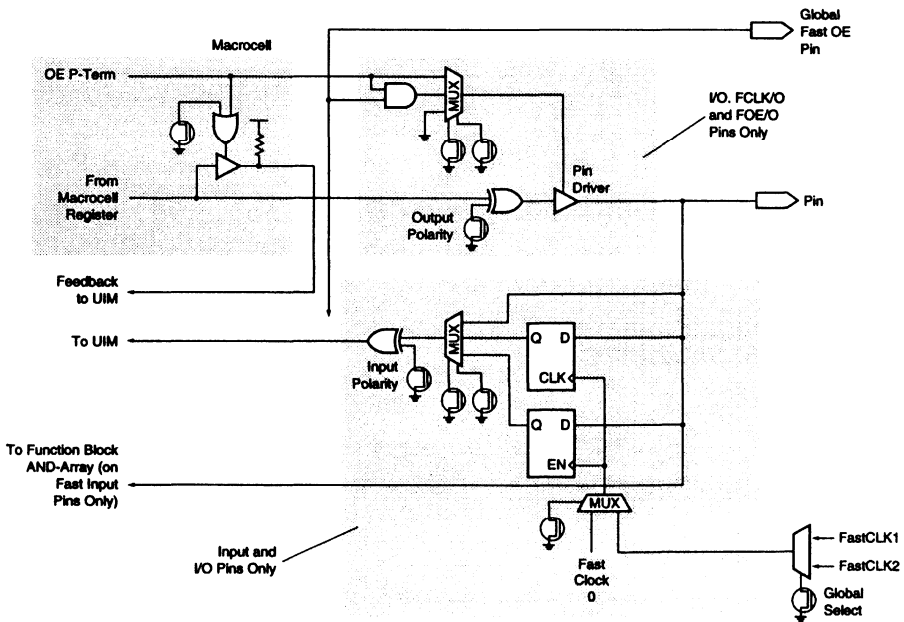 Global
Fast OE
Pin
Macrocell
OE P-Term
MUX
I/O. FCLK/O
and FOE/O
Pins Only
From
Macrocell
Register
Pin
Driver
Output
Polarity
Pin
Feedback
to UIM
To UIM
MUX
Input
Polarity
Q D
CLK
Q D
EN
To Function Block
AND-Array (on
Fast Input
Pins Only)
MUX
Input and
I/O Pins Only
Fast
Clock
0
FastCLK1
FastCLK2
Global
Select